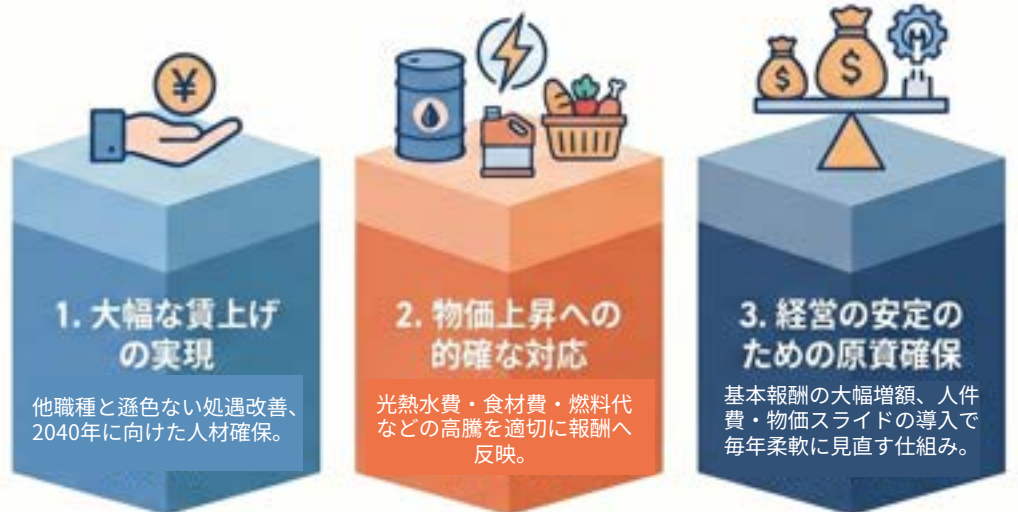 ¥
$
$
1. 大幅な賃上げ
の実現
他職種と遜色ない処遇改善、
2040年に向けた人材確保。
2. 物価上昇への
的確な対応
光熱水費・食材費・燃料代
などの高騰を適切に報酬へ
反映。
3. 経営の安定の
ための原資確保
基本報酬の大幅増額、人件
費・物価スライドの導入で
毎年柔軟に見直す仕組み。